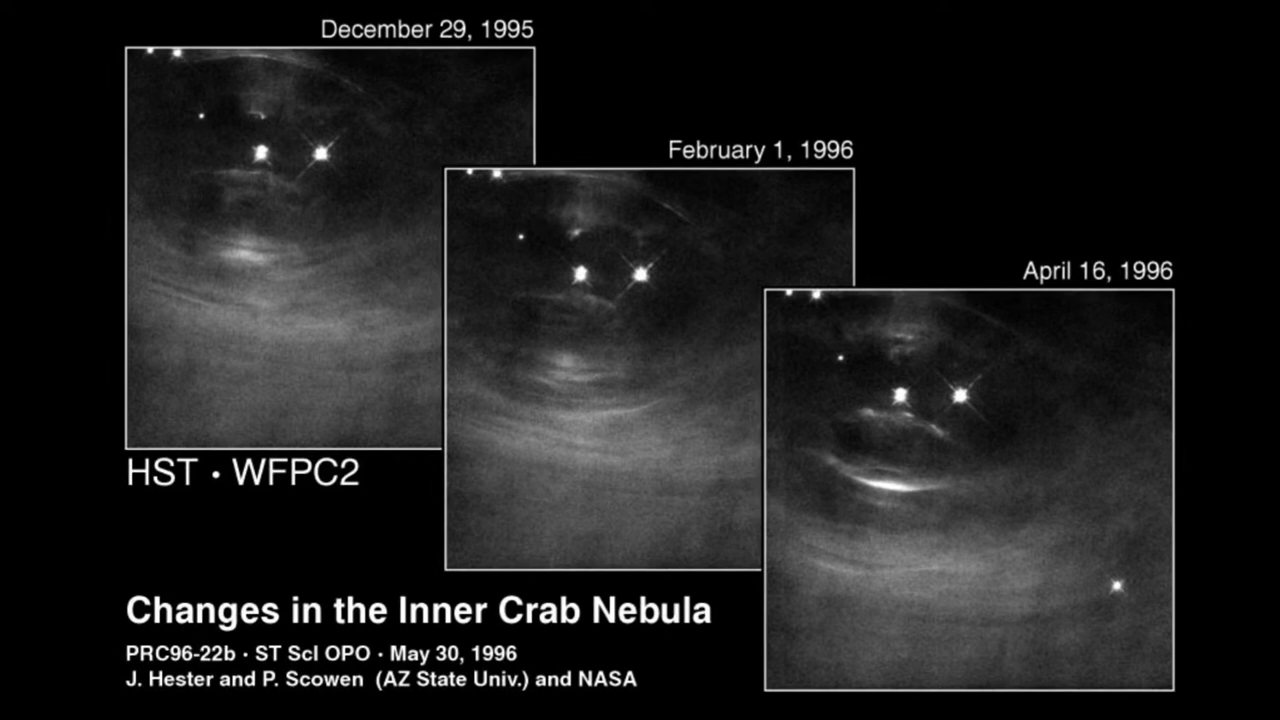 December 29, 1995
February 1, 1996
April 16, 1996
HST • WFPC2
Changes in the Inner Crab Nebula
PRC96-22b • ST ScI OPO • May 30, 1996
J. Hester and P. Scowen (AZ State Univ.) and NASA